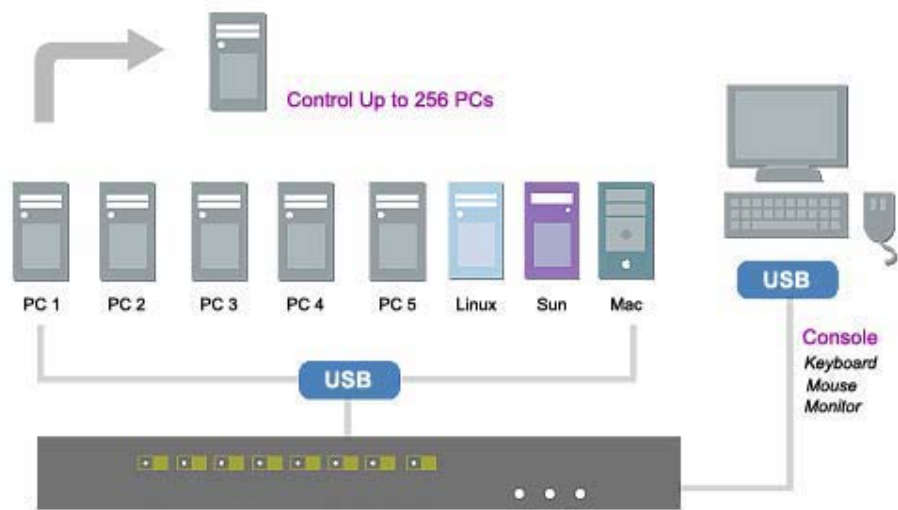 Control Up to 256 PCs
PC 1
PC 2
PC 3
PC 4
PC 5
Linux
Sun
Mac
USB
USB
Console
Keyboard
Mouse
Monitor